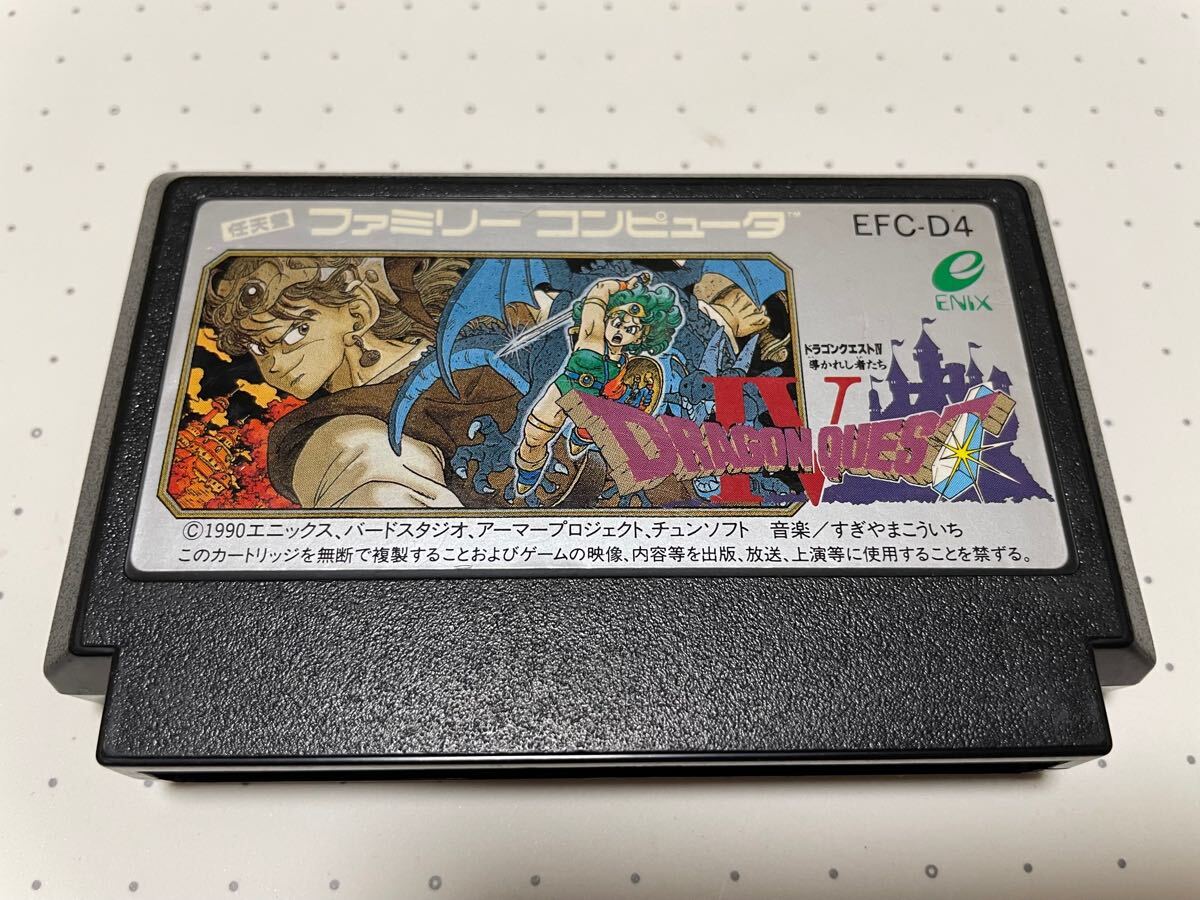 任天堂 ファミリー コンピュータ™
EFC-D4
ENIX
ドラゴンクエストIV
導かれし者たち
IV
DRAGON QUEST
©1990エニックス、バードスタジオ、アーマープロジェクト、チュンソフト 音楽/すぎやまこういち
このカートリッジを無断で複製することおよびゲームの映像、内容等を出版、放送、上演等に使用することを禁ずる。